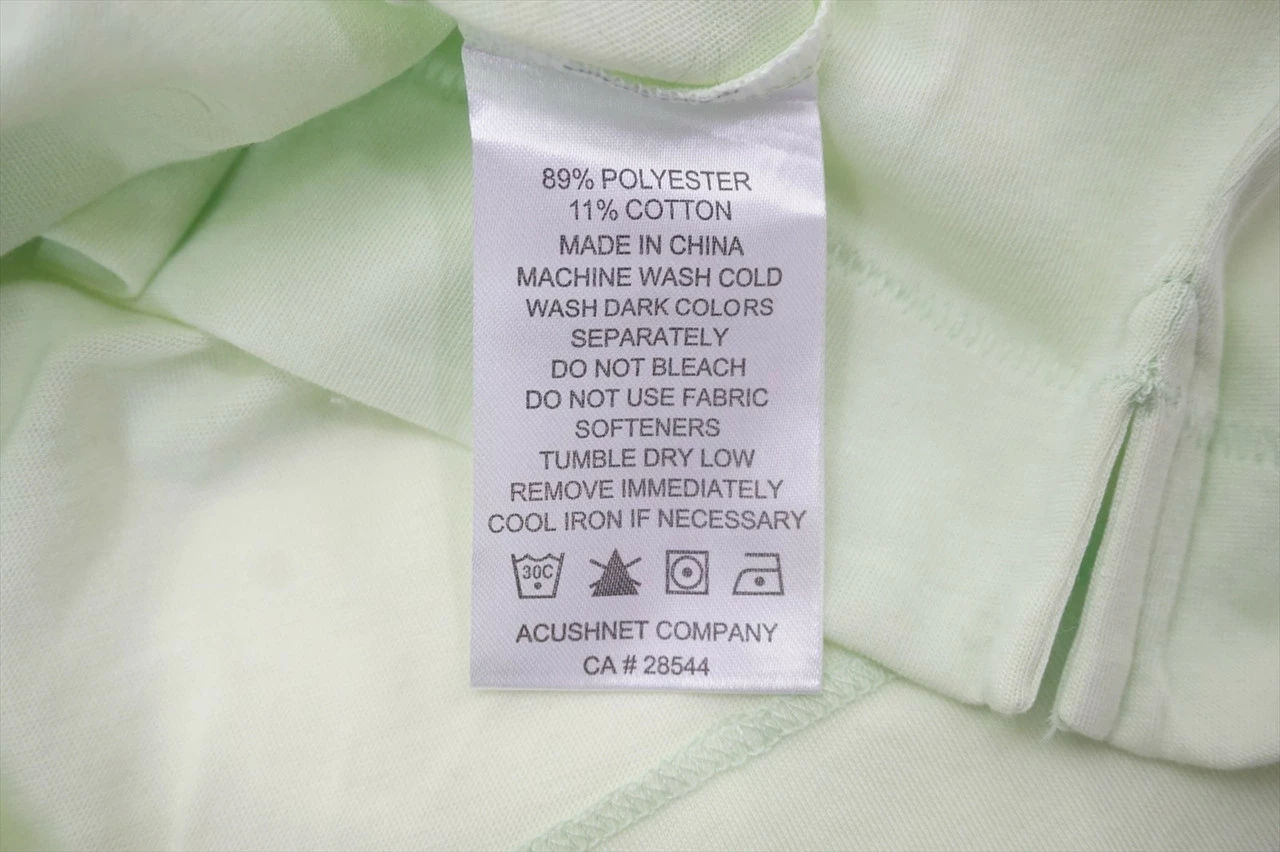 89% POLYESTER
11% COTTON
MADE IN CHINA
MACHINE WASH COLD
WASH DARK COLORS
SEPARATELY
DO NOT BLEACH
DO NOT USE FABRIC
SOFTENERS
TUMBLE DRY LOW
REMOVE IMMEDIATELY
COOL IRON IF NECESSARY
30C
ACUSHNET COMPANY
CA # 28544